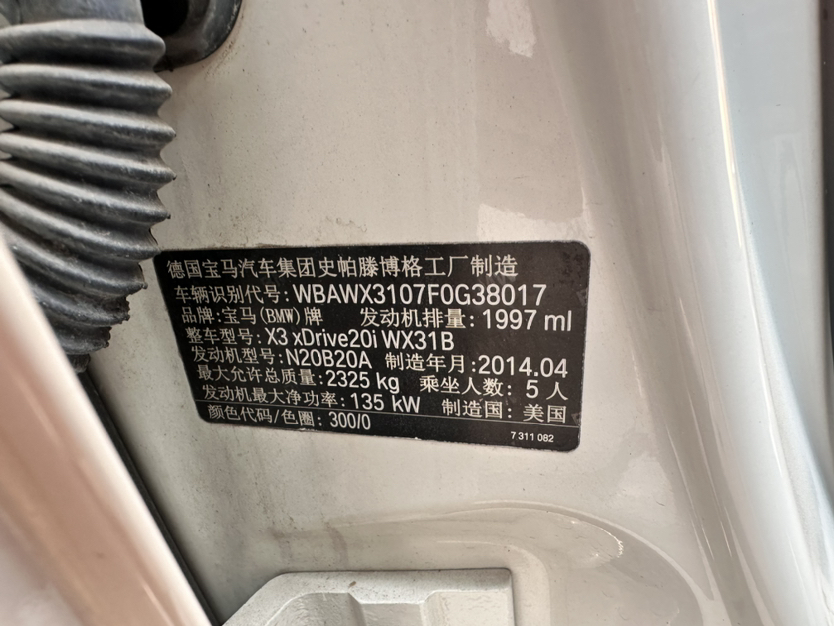 德国宝马汽车集团史帕滕博格工厂制造
车辆识别代号: WBAWX3107F0G38017
品牌: 宝马(BMW)牌 发动机排量: 1997 ml
整车型号: X3 xDrive20i WX31B
发动机型号: N20B20A 制造年月: 2014.04
最大允许总质量: 2325 kg 乘坐人数: 5 人
发动机最大净功率: 135 kW 制造国: 美国
颜色代码/色圈: 300/0
7 311 082